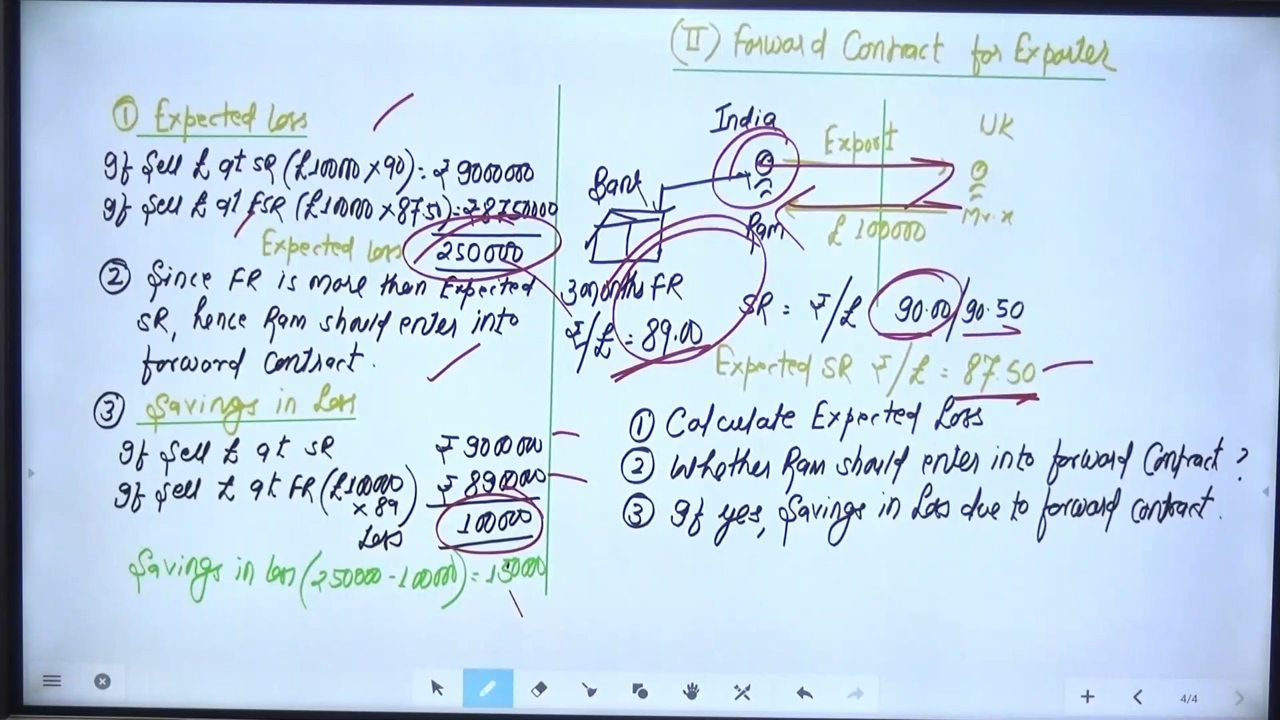 (II) Forward Contract for Exporter
① Expected Loss
If Sell £ at SR (£100000 × 90) = ₹ 9000000
If Sell £ at ESR (£100000 × 87.50) = ₹8750000
Expected Loss 250000
② Since FR is more than Expected
SR, hence Ram should enter into
forward Contract.
③ Savings in Loss
If Sell £ at SR ₹ 9000000
If Sell £ at FR (£100000 × 89) ₹ 8900000
Loss 100000
Savings in loss (250000 - 100000) = 150000
India
Export
UK
Bank
Ram
£ 100000
Mr. x
3 months FR
₹/£ = 89.00
SR = ₹/£ 90.00/90.50
Expected SR ₹/£ = 87.50
① Calculate Expected Loss
② Whether Ram should enter into forward Contract ?
③ If yes, Savings in Loss due to forward contract.
4/4